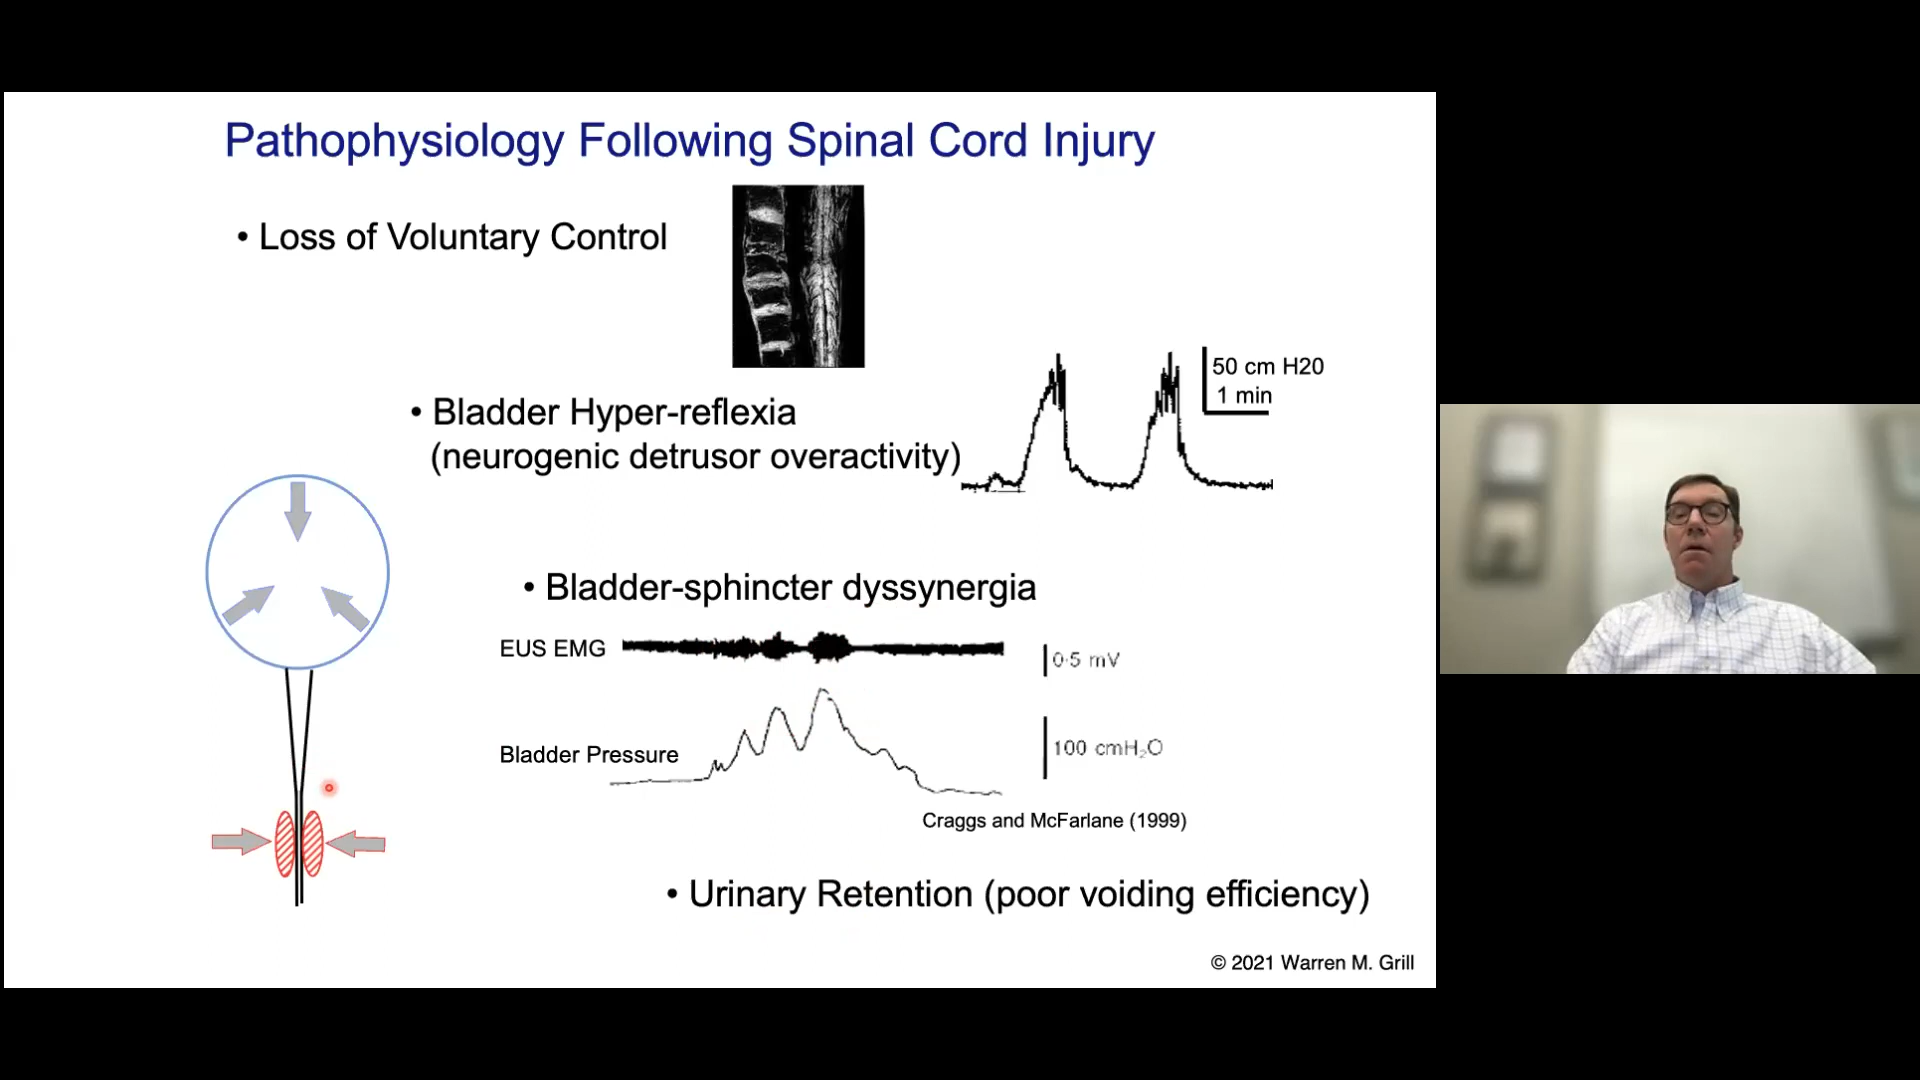 Pathophysiology Following Spinal Cord Injury
• Loss of Voluntary Control
50 cm H20
1 min
• Bladder Hyper-reflexia
(neurogenic detrusor overactivity)
• Bladder-sphincter dyssynergia
EUS EMG
0·5 mV
Bladder Pressure
100 cmH₂O
Craggs and McFarlane (1999)
• Urinary Retention (poor voiding efficiency)
© 2021 Warren M. Grill